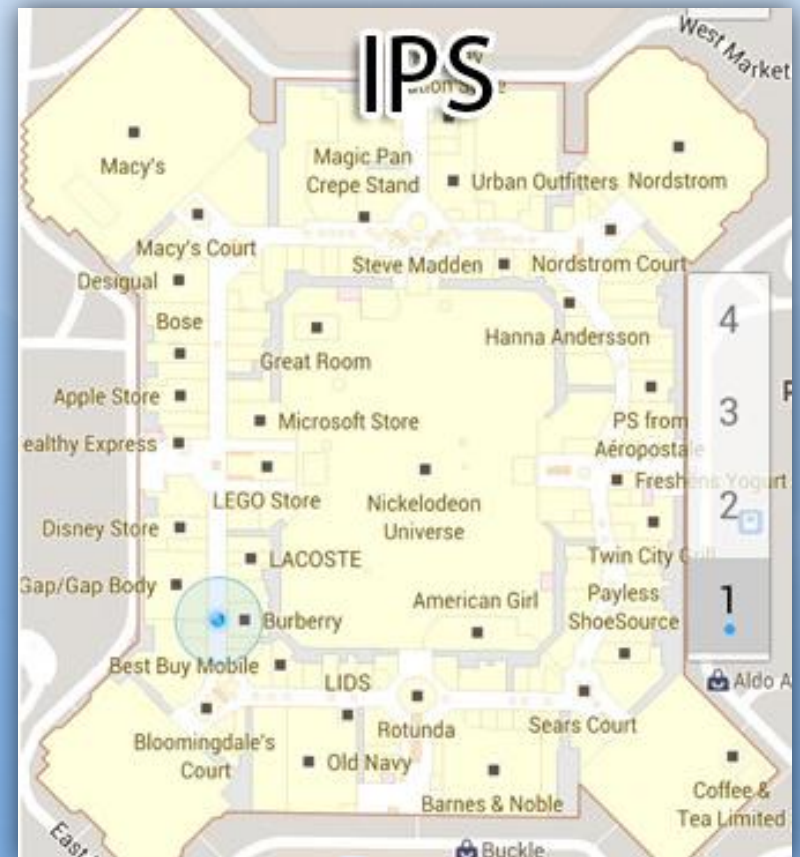 IPS
West Market
Macy's
Magic Pan
Crepe Stand
Urban Outfitters
Nordstrom
Macy's Court
Steve Madden
Nordstrom Court
Desigual
Bose
Great Room
Hanna Andersson
4
Apple Store
Microsoft Store
PS from
Aéropostale
3
ealthy Express
LEGO Store
Nickelodeon
Universe
Freshens Yogurt
2
Disney Store
LACOSTE
Twin City Grill
Gap/Gap Body
Burberry
American Girl
Payless
ShoeSource
1
Best Buy Mobile
LIDS
Rotunda
Sears Court
Aldo A
Bloomingdale's
Court
Old Navy
Barnes & Noble
Coffee &
Tea Limited
East
Buckle